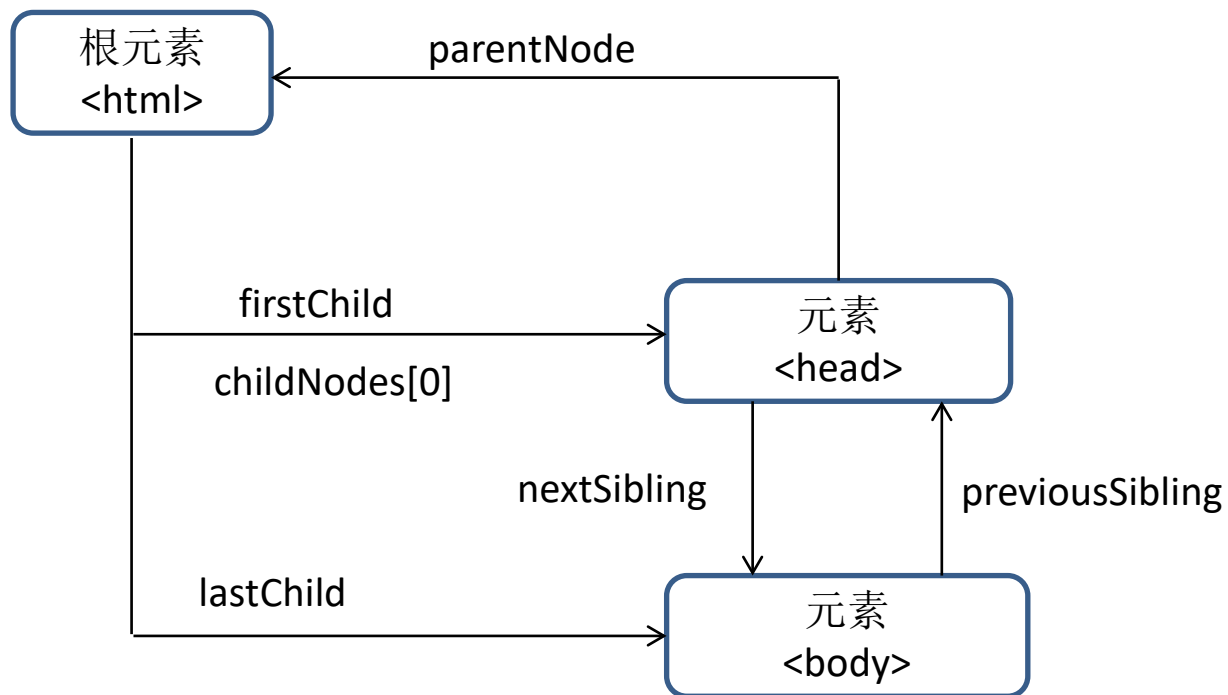 根元素
<html>
parentNode
firstChild
childNodes[0]
元素
<head>
nextSibling
previousSibling
lastChild
元素
<body>